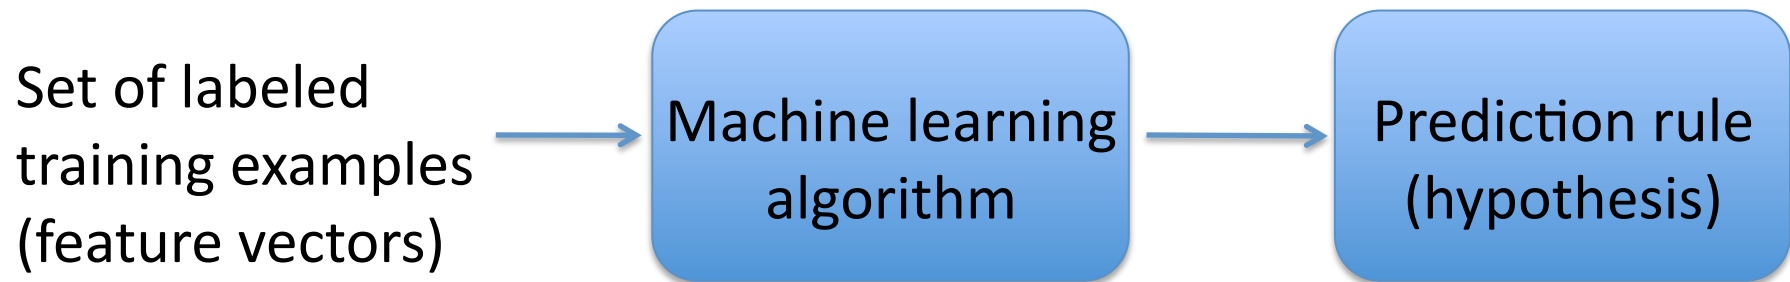 Set of labeled
training examples
(feature vectors)
Machine learning
algorithm
Prediction rule
(hypothesis)